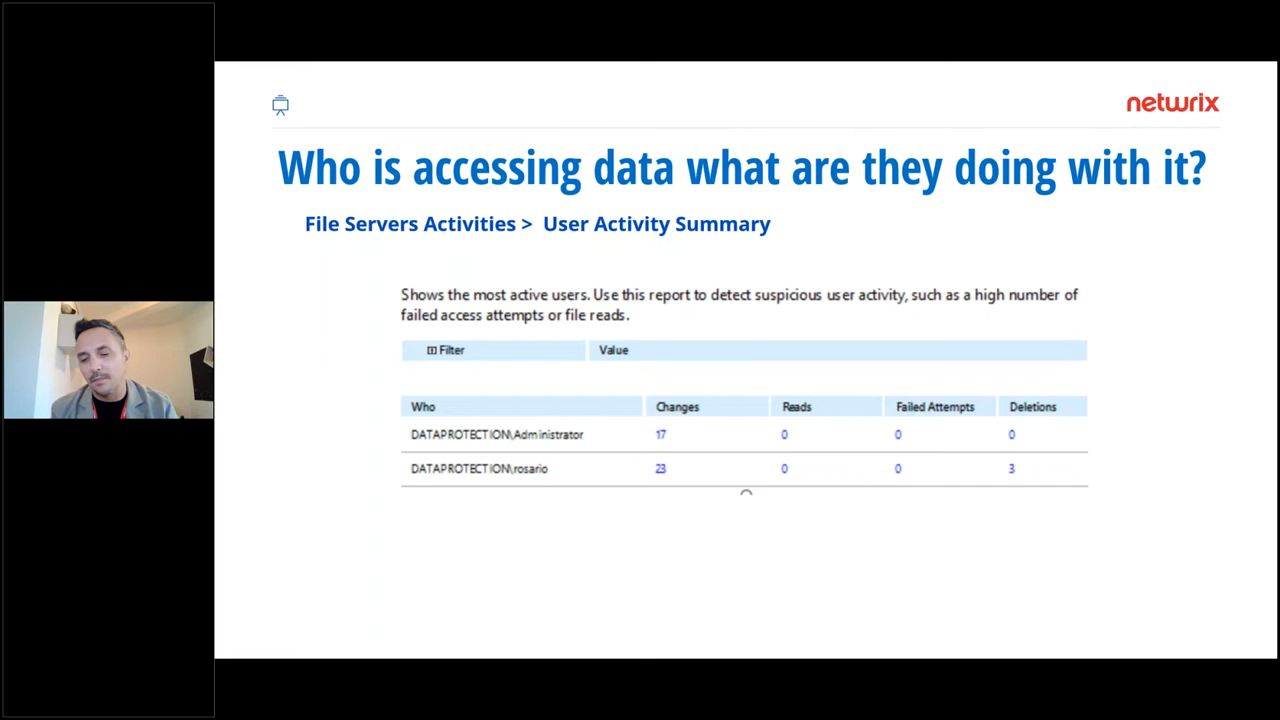 netwrix
Who is accessing data what are they doing with it?
File Servers Activities > User Activity Summary
Shows the most active users. Use this report to detect suspicious user activity, such as a high number of
failed access attempts or file reads.
Filter Value
Who Changes Reads Failed Attempts Deletions
DATAPROTECTION\Administrator 17 0 0 0
DATAPROTECTION\rosario 23 0 0 3